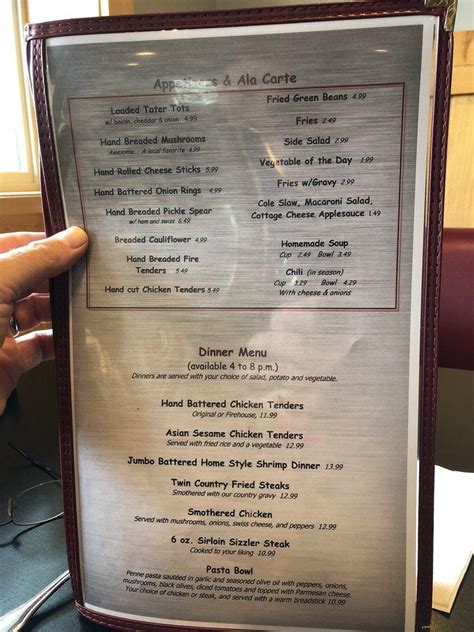 Appetizers & Ala Carte
Loaded Tater Tots
w/ bacon, cheddar & onion 4.99
Hand Breaded Mushrooms
Awesome... A local favorite 4.99
Hand Rolled Cheese Sticks 5.99
Hand Battered Onion Rings 4.99
Hand Breaded Pickle Spear
w/ ham and swiss 6.49
Breaded Cauliflower 4.99
Hand Breaded Fire
Tenders 5.49
Hand cut Chicken Tenders 5.49
Fried Green Beans 4.99
Fries 2.49
Side Salad 2.99
Vegetable of the Day 1.99
Fries w/Gravy 2.99
Cole Slaw, Macaroni Salad,
Cottage Cheese, Applesauce 1.49
Homemade Soup
Cup 2.49 Bowl 3.49
Chili (in season)
Cup 3.29 Bowl 4.29
With cheese & onions
Dinner Menu
(available 4 to 8 p.m.)
Dinners are served with your choice of salad, potato and vegetable.
Hand Battered Chicken Tenders
Original or Firehouse, 11.99
Asian Sesame Chicken Tenders
Served with fried rice and a vegetable 12.99
Jumbo Battered Home Style Shrimp Dinner 13.99
Twin Country Fried Steaks
Smothered with our country gravy 12.99
Smothered Chicken
Served with mushrooms, onions, swiss cheese, and peppers 12.99
6 oz. Sirloin Sizzler Steak
Cooked to your liking 10.99
Pasta Bowl
Penne pasta sautéed in garlic and seasoned olive oil with peppers, onions,
mushrooms, black olives, diced tomatoes and topped with Parmesan cheese.
Your choice of chicken or steak, and served with a warm breadstick 10.99